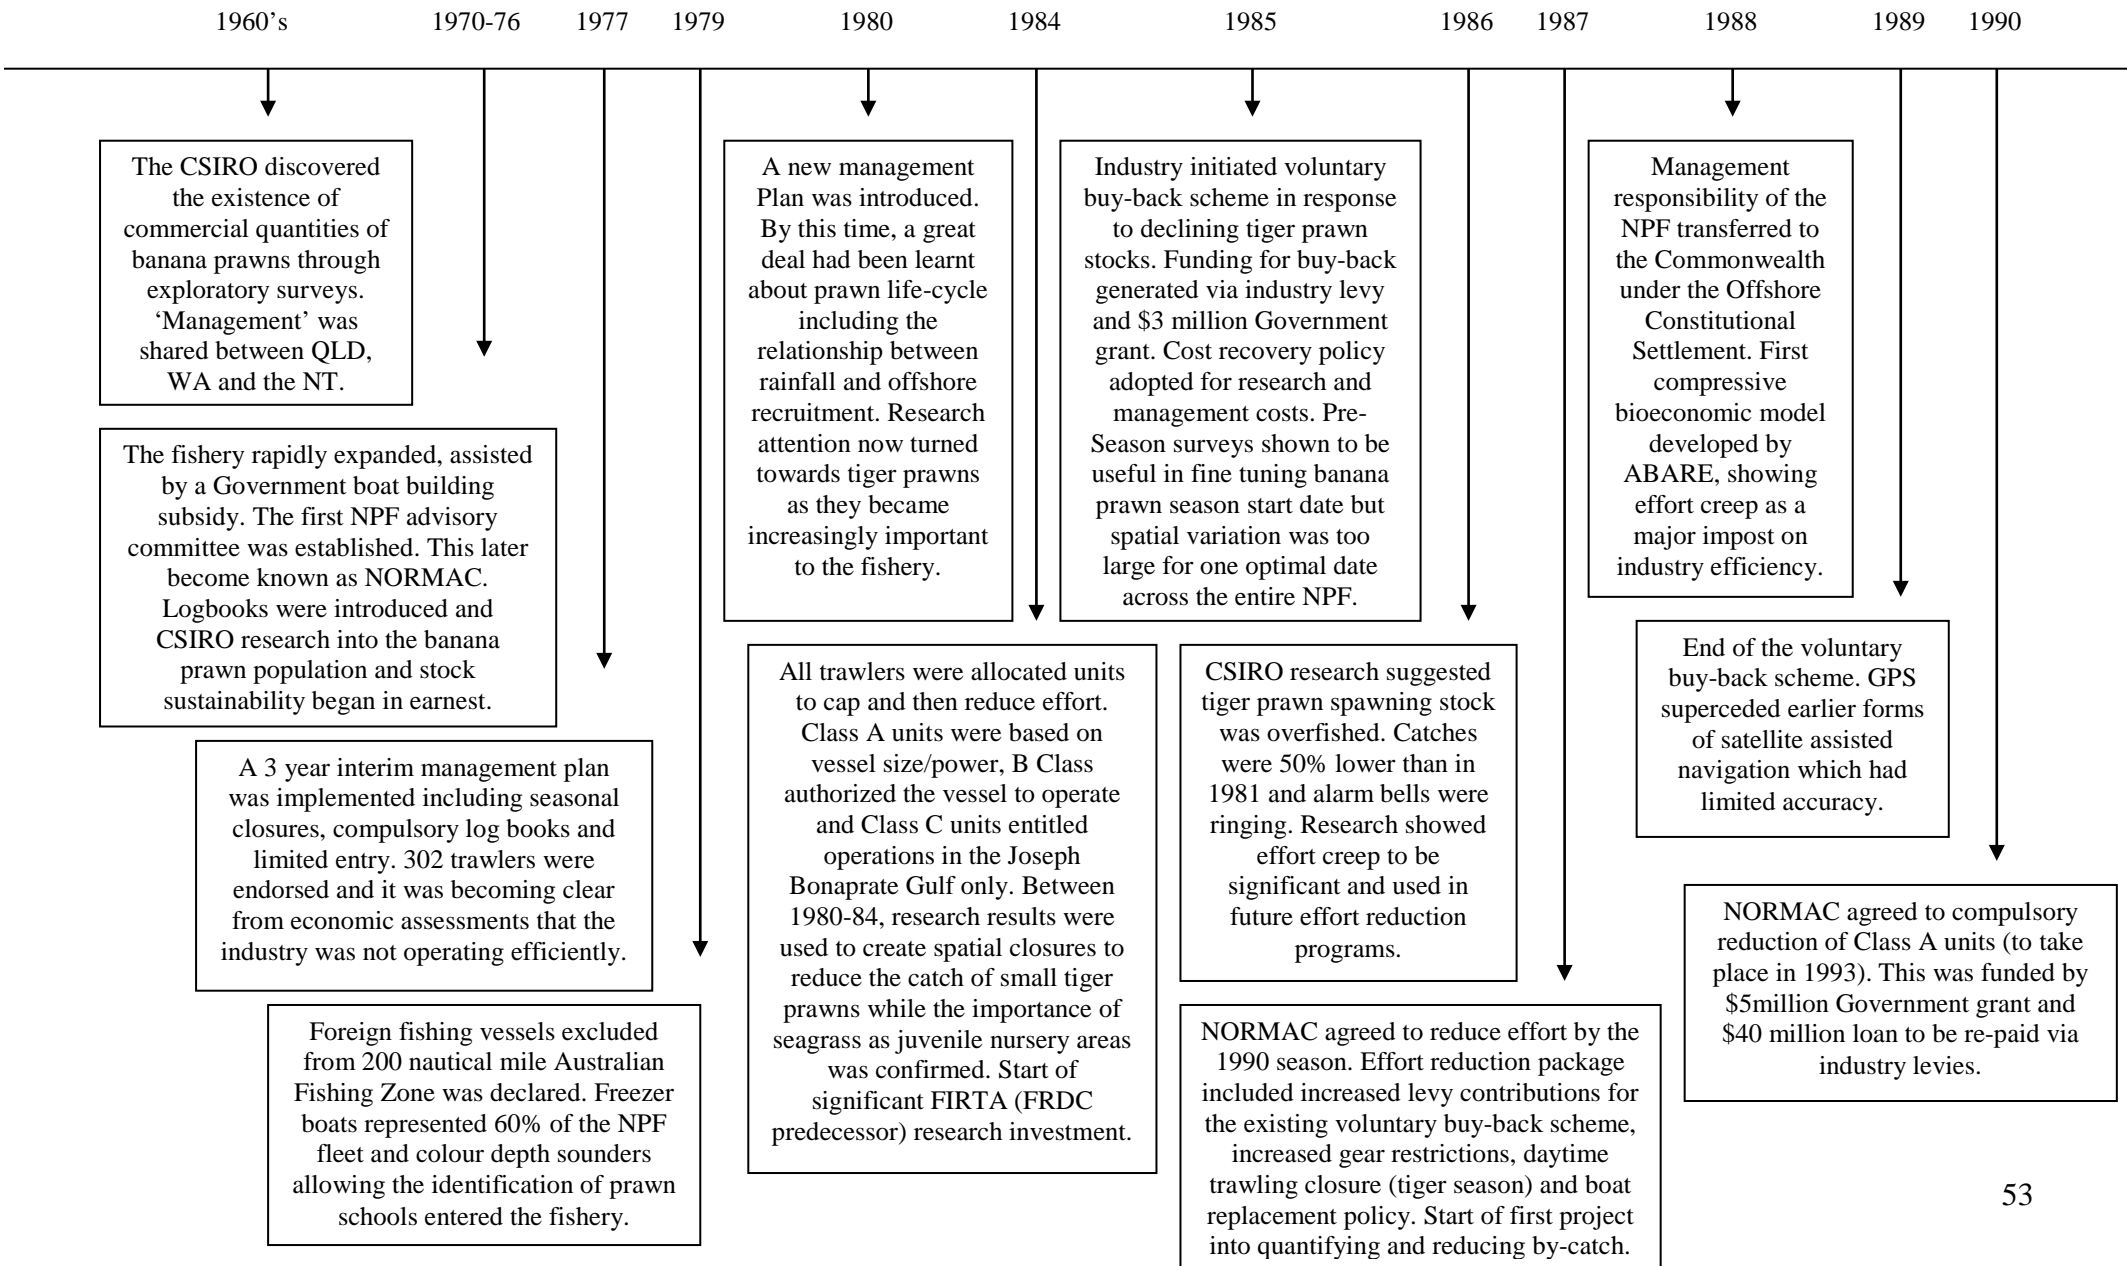 1960’s
1970-76
1977
1979
1980
1984
1985
1986
1987
1988
1989
1990
The CSIRO discovered
the existence of
commercial quantities of
banana prawns through
exploratory surveys.
‘Management’ was
shared between QLD,
WA and the NT.
The fishery rapidly expanded, assisted
by a Government boat building
subsidy. The first NPF advisory
committee was established. This later
become known as NORMAC.
Logbooks were introduced and
CSIRO research into the banana
prawn population and stock
sustainability began in earnest.
A 3 year interim management plan
was implemented including seasonal
closures, compulsory log books and
limited entry. 302 trawlers were
endorsed and it was becoming clear
from economic assessments that the
industry was not operating efficiently.
Foreign fishing vessels excluded
from 200 nautical mile Australian
Fishing Zone was declared. Freezer
boats represented 60% of the NPF
fleet and colour depth sounders
allowing the identification of prawn
schools entered the fishery.
A new management
Plan was introduced.
By this time, a great
deal had been learnt
about prawn life-cycle
including the
relationship between
rainfall and offshore
recruitment. Research
attention now turned
towards tiger prawns
as they became
increasingly important
to the fishery.
All trawlers were allocated units
to cap and then reduce effort.
Class A units were based on
vessel size/power, B Class
authorized the vessel to operate
and Class C units entitled
operations in the Joseph
Bonaprate Gulf only. Between
1980-84, research results were
used to create spatial closures to
reduce the catch of small tiger
prawns while the importance of
seagrass as juvenile nursery areas
was confirmed. Start of
significant FIRTA (FRDC
predecessor) research investment.
Industry initiated voluntary
buy-back scheme in response
to declining tiger prawn
stocks. Funding for buy-back
generated via industry levy
and $3 million Government
grant. Cost recovery policy
adopted for research and
management costs. Pre-
Season surveys shown to be
useful in fine tuning banana
prawn season start date but
spatial variation was too
large for one optimal date
across the entire NPF.
CSIRO research suggested
tiger prawn spawning stock
was overfished. Catches
were 50% lower than in
1981 and alarm bells were
ringing. Research showed
effort creep to be
significant and used in
future effort reduction
programs.
NORMAC agreed to reduce effort by the
1990 season. Effort reduction package
included increased levy contributions for
the existing voluntary buy-back scheme,
increased gear restrictions, daytime
trawling closure (tiger season) and boat
replacement policy. Start of first project
into quantifying and reducing by-catch.
Management
responsibility of the
NPF transferred to
the Commonwealth
under the Offshore
Constitutional
Settlement. First
compressive
bioeconomic model
developed by
ABARE, showing
effort creep as a
major impost on
industry efficiency.
End of the voluntary
buy-back scheme. GPS
superceded earlier forms
of satellite assisted
navigation which had
limited accuracy.
NORMAC agreed to compulsory
reduction of Class A units (to take
place in 1993). This was funded by
$5million Government grant and
$40 million loan to be re-paid via
industry levies.
53